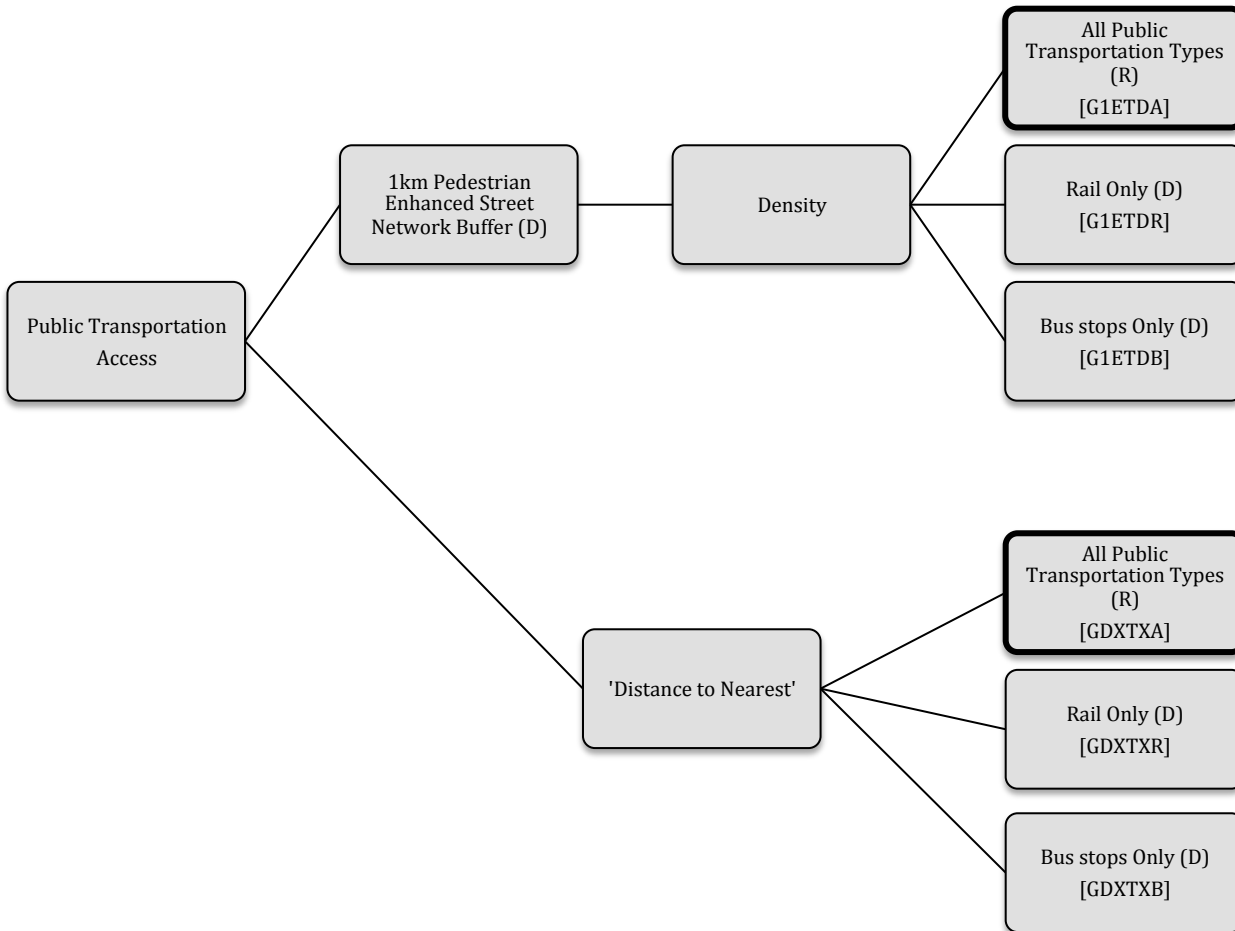 All Public
Transportation Types
(R)
[G1ETDA]
1km Pedestrian
Enhanced Street
Network Buffer (D)
Density
Rail Only (D)
[G1ETDR]
Public Transportation
Access
Bus stops Only (D)
[G1ETDB]
All Public
Transportation Types
(R)
[GDXTXA]
'Distance to Nearest'
Rail Only (D)
[GDXTXR]
Bus stops Only (D)
[GDXTXB]